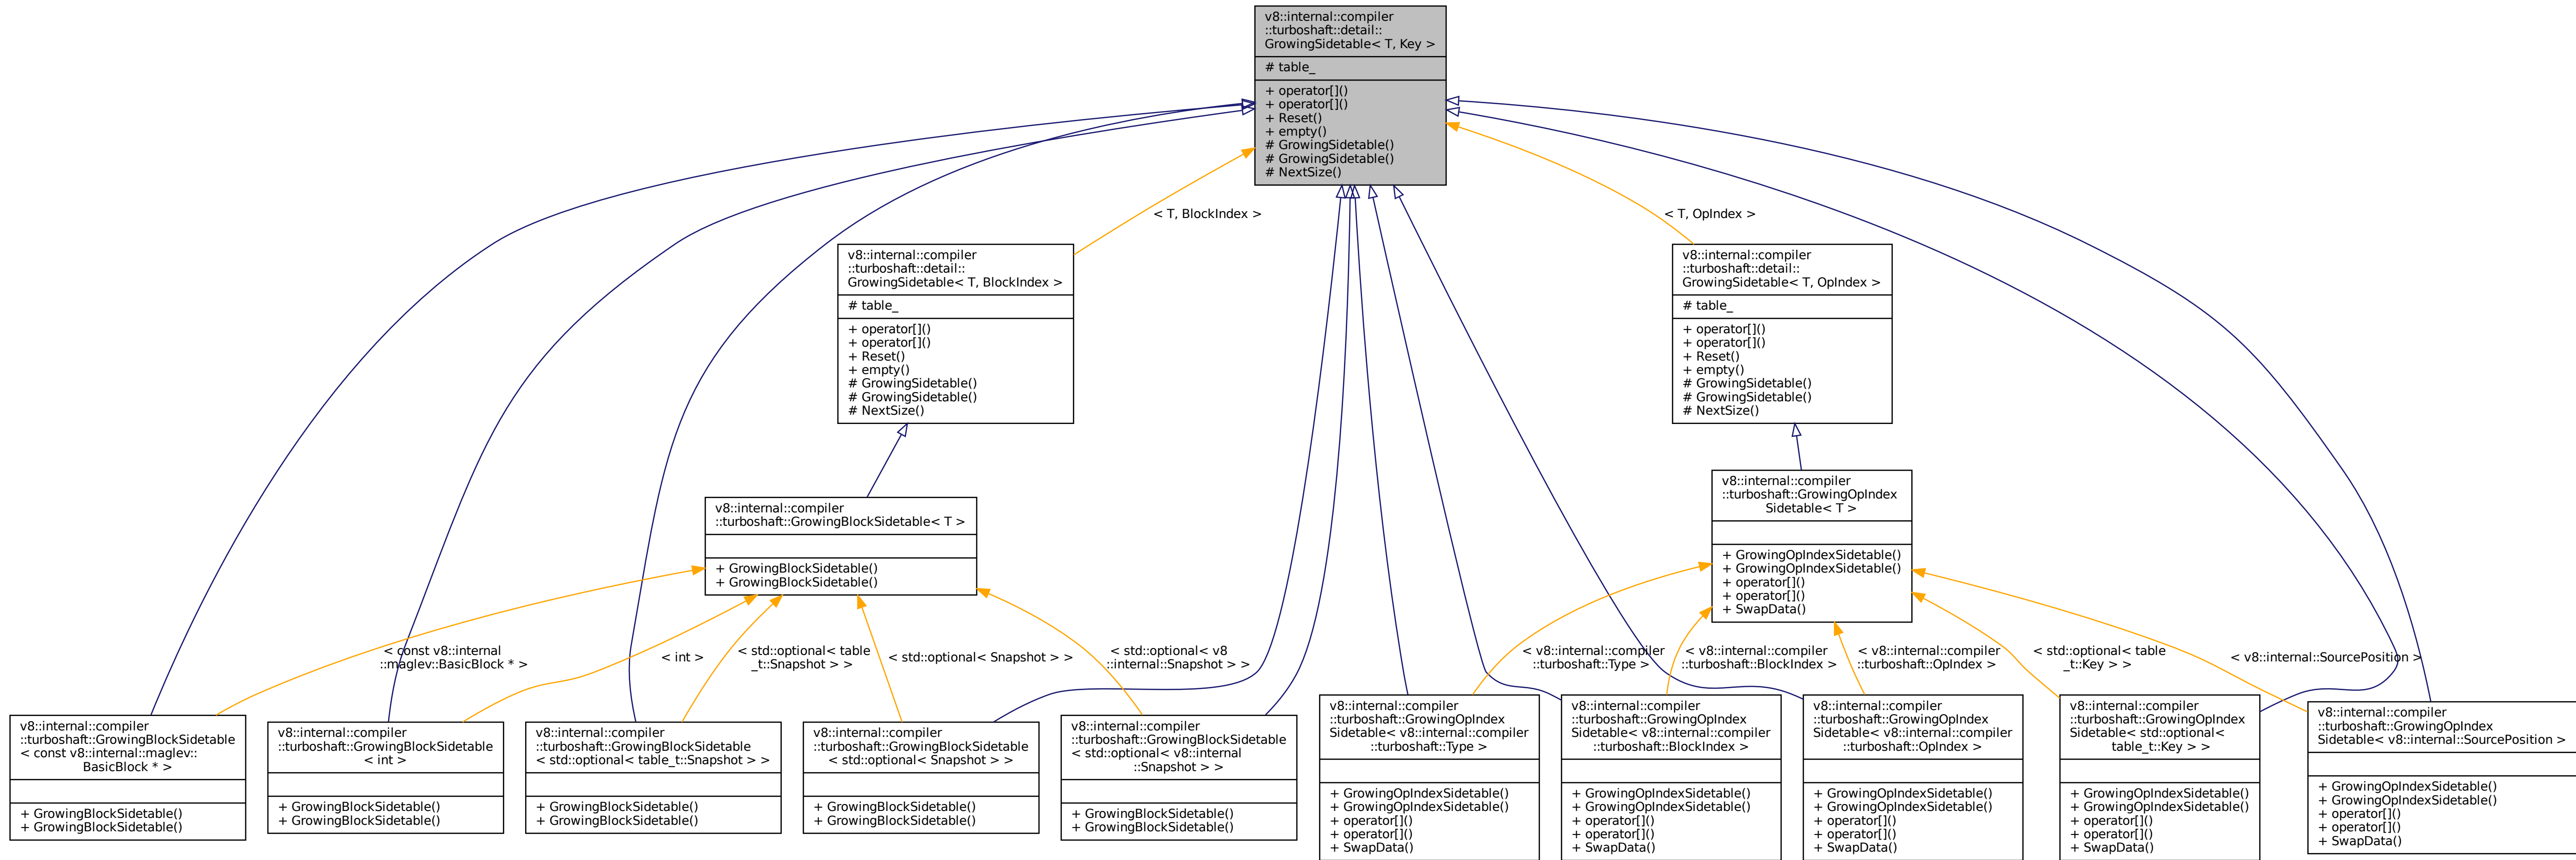 v8::internal::compiler
::turboshaft::detail::
GrowingSidetable< T, Key >
# table_
+ operator[]()
+ operator[]()
+ Reset()
+ empty()
# GrowingSidetable()
# GrowingSidetable()
# NextSize()
< T, BlockIndex >
< T, OpIndex >
v8::internal::compiler
::turboshaft::detail::
GrowingSidetable< T, BlockIndex >
# table_
+ operator[]()
+ operator[]()
+ Reset()
+ empty()
# GrowingSidetable()
# GrowingSidetable()
# NextSize()
v8::internal::compiler
::turboshaft::detail::
GrowingSidetable< T, OpIndex >
# table_
+ operator[]()
+ operator[]()
+ Reset()
+ empty()
# GrowingSidetable()
# GrowingSidetable()
# NextSize()
v8::internal::compiler
::turboshaft::GrowingBlockSidetable< T >
+ GrowingBlockSidetable()
+ GrowingBlockSidetable()
v8::internal::compiler
::turboshaft::GrowingOpIndex
Sidetable< T >
+ GrowingOpIndexSidetable()
+ GrowingOpIndexSidetable()
+ operator[]()
+ operator[]()
+ SwapData()
< const v8::internal
::maglev::BasicBlock * >
< int >
< std::optional< table
_t::Snapshot > >
< std::optional< Snapshot > >
< std::optional< v8
::internal::Snapshot > >
< v8::internal::compiler
::turboshaft::Type >
< v8::internal::compiler
::turboshaft::BlockIndex >
< v8::internal::compiler
::turboshaft::OpIndex >
< std::optional< table
_t::Key > >
< v8::internal::SourcePosition >
v8::internal::compiler
::turboshaft::GrowingBlockSidetable
< const v8::internal::maglev::
BasicBlock * >
+ GrowingBlockSidetable()
+ GrowingBlockSidetable()
v8::internal::compiler
::turboshaft::GrowingBlockSidetable
< int >
+ GrowingBlockSidetable()
+ GrowingBlockSidetable()
v8::internal::compiler
::turboshaft::GrowingBlockSidetable
< std::optional< table_t::Snapshot > >
+ GrowingBlockSidetable()
+ GrowingBlockSidetable()
v8::internal::compiler
::turboshaft::GrowingBlockSidetable
< std::optional< Snapshot > >
+ GrowingBlockSidetable()
+ GrowingBlockSidetable()
v8::internal::compiler
::turboshaft::GrowingBlockSidetable
< std::optional< v8::internal
::Snapshot > >
+ GrowingBlockSidetable()
+ GrowingBlockSidetable()
v8::internal::compiler
::turboshaft::GrowingOpIndex
Sidetable< v8::internal::compiler
::turboshaft::Type >
+ GrowingOpIndexSidetable()
+ GrowingOpIndexSidetable()
+ operator[]()
+ operator[]()
+ SwapData()
v8::internal::compiler
::turboshaft::GrowingOpIndex
Sidetable< v8::internal::compiler
::turboshaft::BlockIndex >
+ GrowingOpIndexSidetable()
+ GrowingOpIndexSidetable()
+ operator[]()
+ operator[]()
+ SwapData()
v8::internal::compiler
::turboshaft::GrowingOpIndex
Sidetable< v8::internal::compiler
::turboshaft::OpIndex >
+ GrowingOpIndexSidetable()
+ GrowingOpIndexSidetable()
+ operator[]()
+ operator[]()
+ SwapData()
v8::internal::compiler
::turboshaft::GrowingOpIndex
Sidetable< std::optional<
table_t::Key > >
+ GrowingOpIndexSidetable()
+ GrowingOpIndexSidetable()
+ operator[]()
+ operator[]()
+ SwapData()
v8::internal::compiler
::turboshaft::GrowingOpIndex
Sidetable< v8::internal::SourcePosition >
+ GrowingOpIndexSidetable()
+ GrowingOpIndexSidetable()
+ operator[]()
+ operator[]()
+ SwapData()